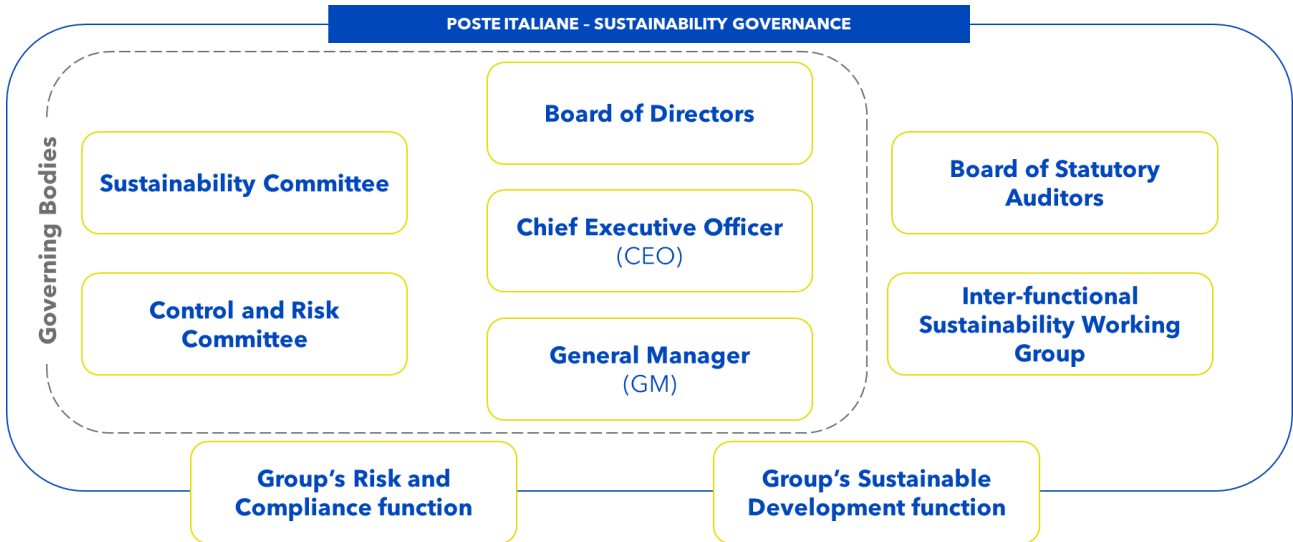 POSTE ITALIANE – SUSTAINABILITY GOVERNANCE
Governing Bodies
Board of Directors
Sustainability Committee
Chief Executive Officer
(CEO)
Control and Risk
Committee
General Manager
(GM)
Board of Statutory
Auditors
Inter-functional
Sustainability Working
Group
Group’s Risk and
Compliance function
Group’s Sustainable
Development function